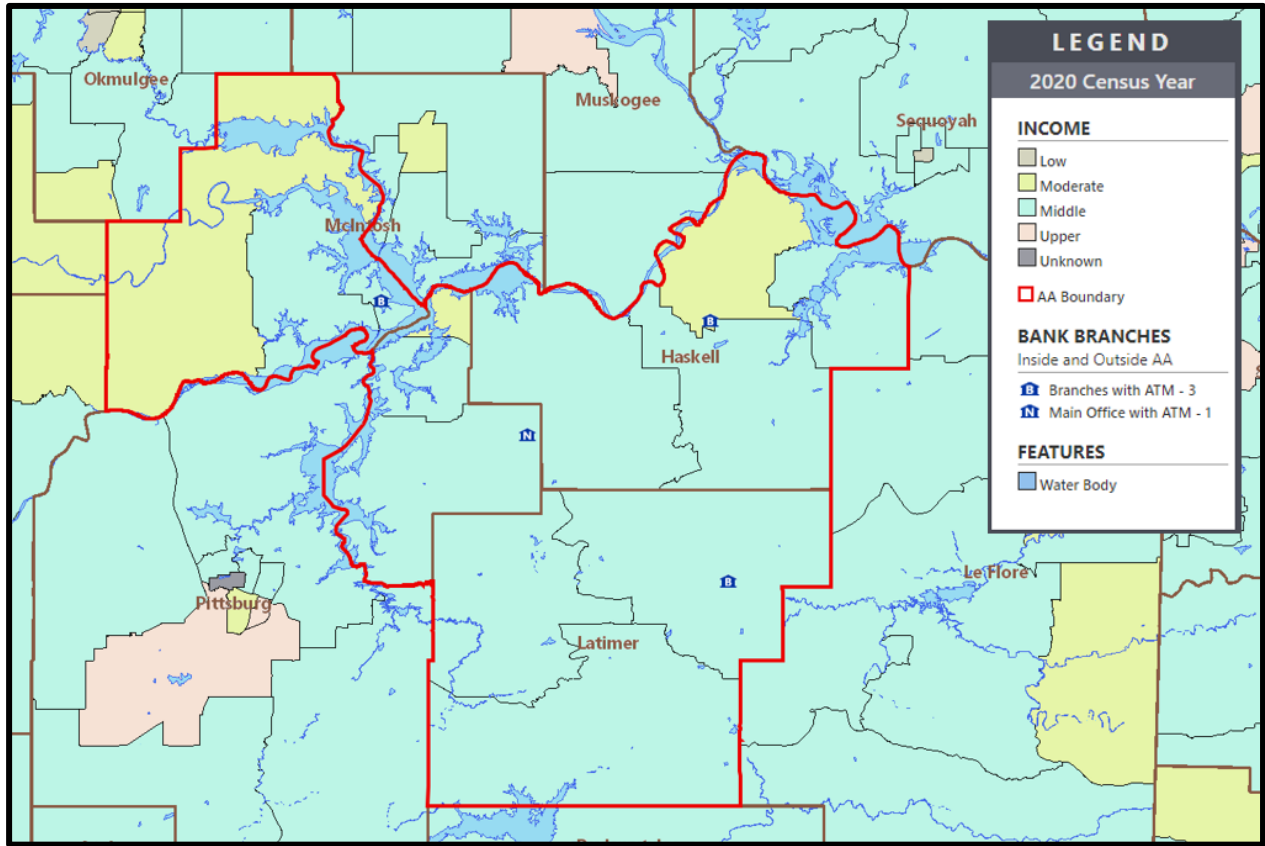 Okmulgee
Muskogee
Sequoyah
McIntosh
Haskell
Le Flore
Pittsburg
Latimer
LEGEND
2020 Census Year
INCOME
Low
Moderate
Middle
Upper
Unknown
AA Boundary
BANK BRANCHES
Inside and Outside AA
B Branches with ATM - 3
N Main Office with ATM - 1
FEATURES
Water Body
B
B
N
B